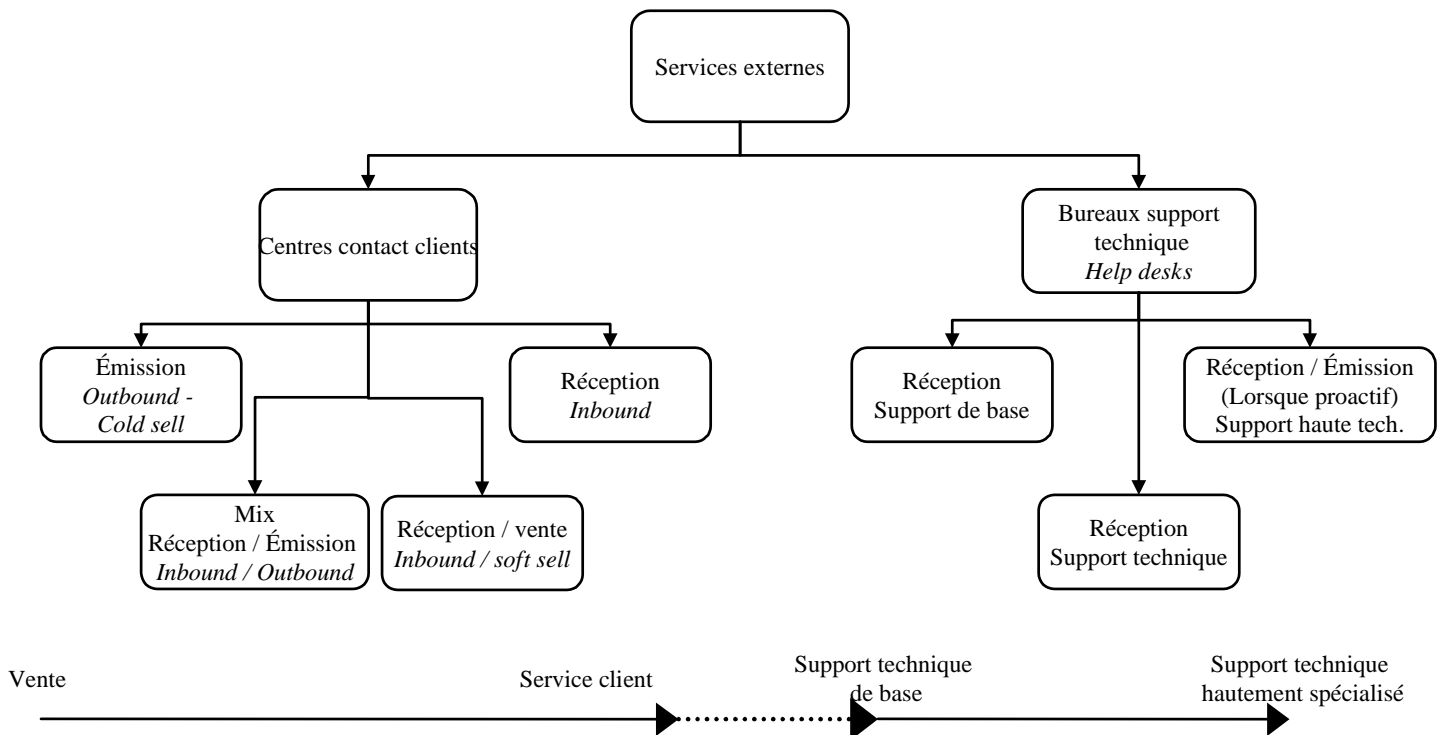 Services externes
Centres contact clients
Bureaux support
technique
Help desks
Émission
Outbound -
Cold sell
Réception
Inbound
Réception
Support de base
Réception / Émission
(Lorsque proactif)
Support haute tech.
Mix
Réception / Émission
Inbound / Outbound
Réception / vente
Inbound / soft sell
Réception
Support technique
Vente
Service client
Support technique
de base
Support technique
hautement spécialisé